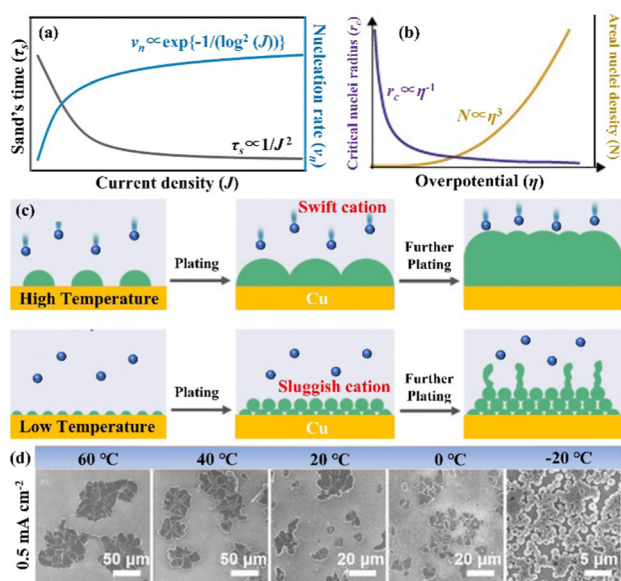 (a)
νn∝exp{-1/(log² (J))}
τs∝1/J²
Sand's time (τs)
Nucleation rate (νn)
Current density (J)
(b)
rc∝η⁻¹
N∝η³
Critical nuclei radius (rc)
Areal nuclei density (N)
Overpotential (η)
(c)
Swift cation
Plating
Further
Plating
High Temperature
Cu
Sluggish cation
Plating
Further
Plating
Low Temperature
Cu
(d)
60 °C
40 °C
20 °C
0 °C
-20 °C
0.5 mA cm⁻²
50 μm
50 μm
20 μm
20 μm
5 μm